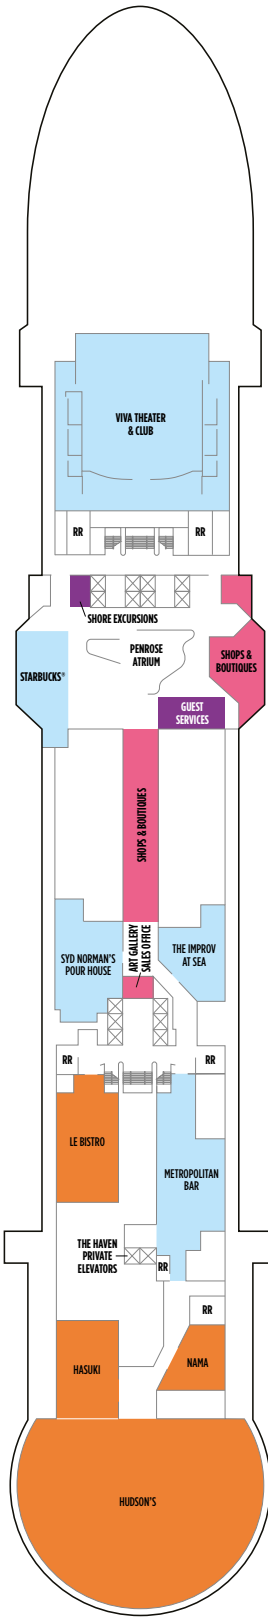 VIVA THEATER
& CLUB
RR
RR
SHORE EXCURSIONS
PENROSE
ATRIUM
SHOPS &
BOUTIQUES
STARBUCKS®
GUEST
SERVICES
SHOPS & BOUTIQUES
ART GALLERY
SALES OFFICE
SYD NORMAN'S
POUR HOUSE
THE IMPROV
AT SEA
RR
RR
LE BISTRO
METROPOLITAN
BAR
THE HAVEN
PRIVATE
ELEVATORS
RR
RR
HASUKI
NAMA
HUDSON'S